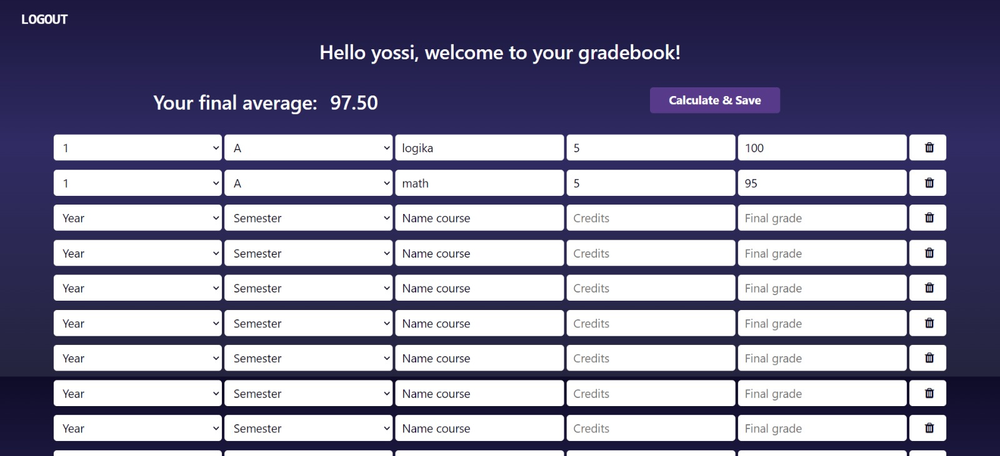 LOGOUT
Hello yossi, welcome to your gradebook!
Your final average: 97.50 Calculate & Save
1 A logika 5 100
1 A math 5 95
Year Semester Name course Credits Final grade
Year Semester Name course Credits Final grade
Year Semester Name course Credits Final grade
Year Semester Name course Credits Final grade
Year Semester Name course Credits Final grade
Year Semester Name course Credits Final grade
Year Semester Name course Credits Final grade